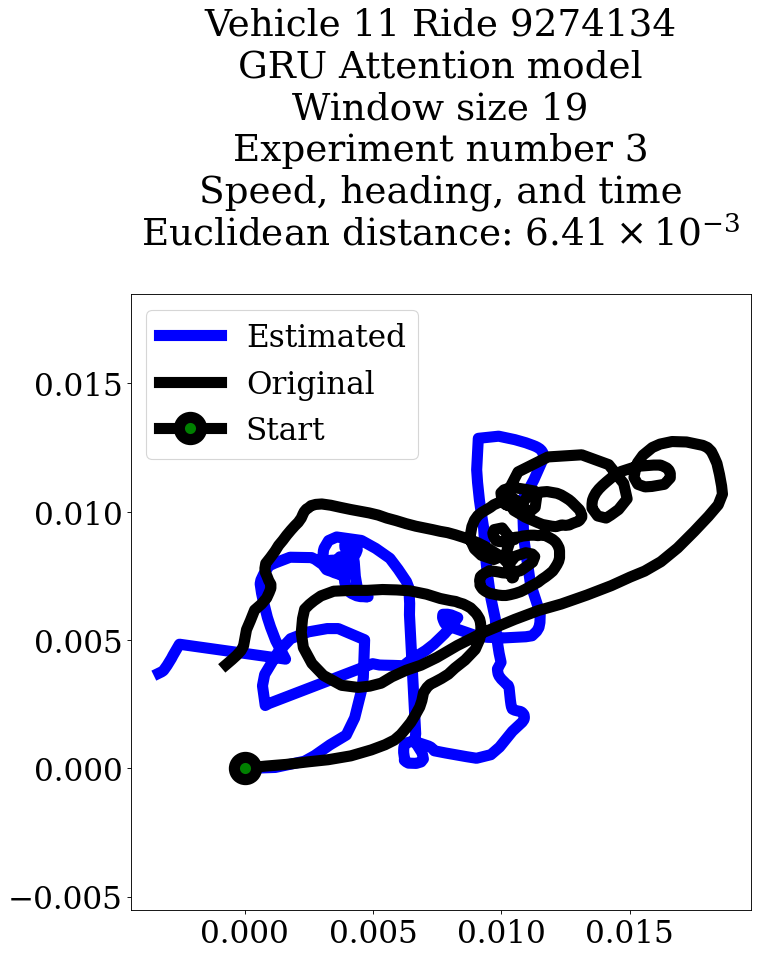 Vehicle 11 Ride 9274134
GRU Attention model
Window size 19
Experiment number 3
Speed, heading, and time
Euclidean distance: 6.41 × 10⁻³
Estimated
Original
Start
0.015
0.010
0.005
0.000
−0.005
0.000 0.005 0.010 0.015